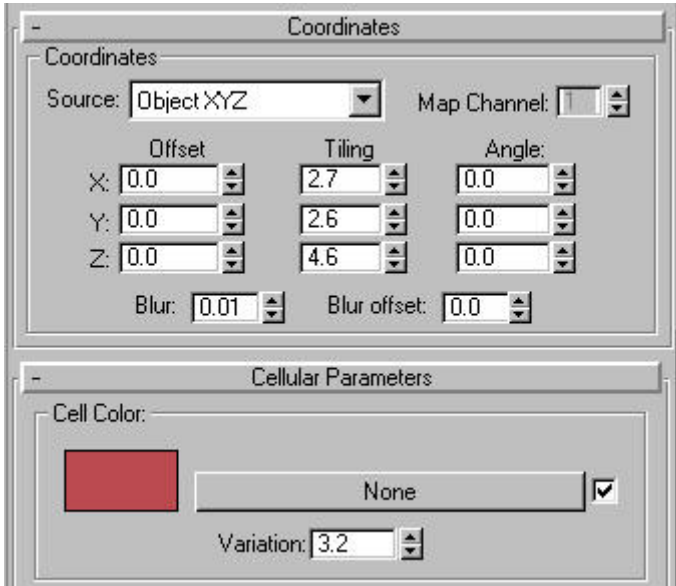 - Coordinates
Coordinates
Source: Object XYZ Map Channel: 1
Offset Tiling Angle:
X: 0.0 2.7 0.0
Y: 0.0 2.6 0.0
Z: 0.0 4.6 0.0
Blur: 0.01 Blur offset: 0.0
- Cellular Parameters
Cell Color:
None
Variation: 3.2